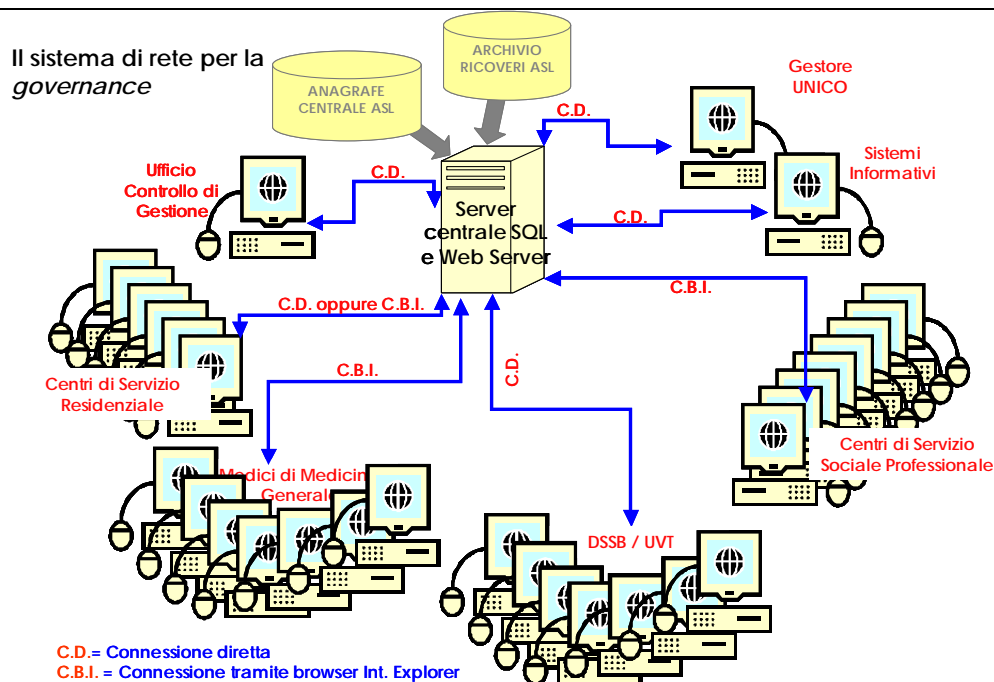 Il sistema di rete per la
governance
ARCHIVIO
RICOVERI ASL
ANAGRAFE
CENTRALE ASL
Gestore
UNICO
C.D.
Sistemi
Informativi
Ufficio
Controllo di
Gestione
C.D.
Server
centrale SQL
e Web Server
C.D.
C.B.I.
C.D. oppure C.B.I.
C.D.
C.B.I.
Centri di Servizio
Residenziale
Centri di Servizio
Sociale Professionale
Medici di Medicin
Generale
DSSB / UVT
C.D.= Connessione diretta
C.B.I. = Connessione tramite browser Int. Explorer